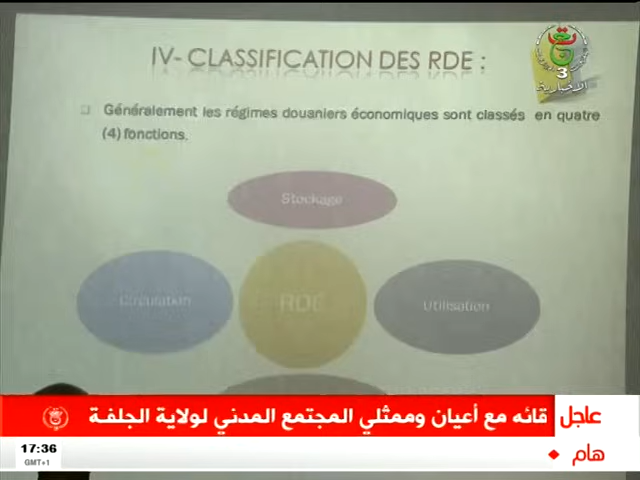 IV- CLASSIFICATION DES RDE :
Généralement les régimes douaniers économiques sont classés en quatre
(4) fonctions.
Stockage
Circulation
RDE
Utilisation
3
الإخبارية
عاجل
قائه مع أعيان وممثلي المجتمع المدني لولاية الجلفة
هام
17:36
GMT+1